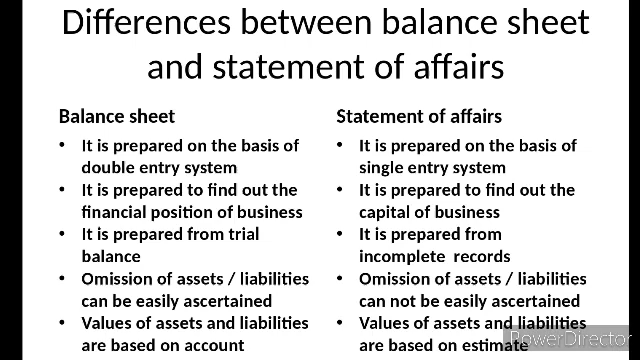 Differences between balance sheet
and statement of affairs
Balance sheet
• It is prepared on the basis of
double entry system
• It is prepared to find out the
financial position of business
• It is prepared from trial
balance
• Omission of assets / liabilities
can be easily ascertained
• Values of assets and liabilities
are based on account
Statement of affairs
• It is prepared on the basis of
single entry system
• It is prepared to find out the
capital of business
• It is prepared from
incomplete records
• Omission of assets / liabilities
can not be easily ascertained
• Values of assets and liabilities
are based on estimate
PowerDirector